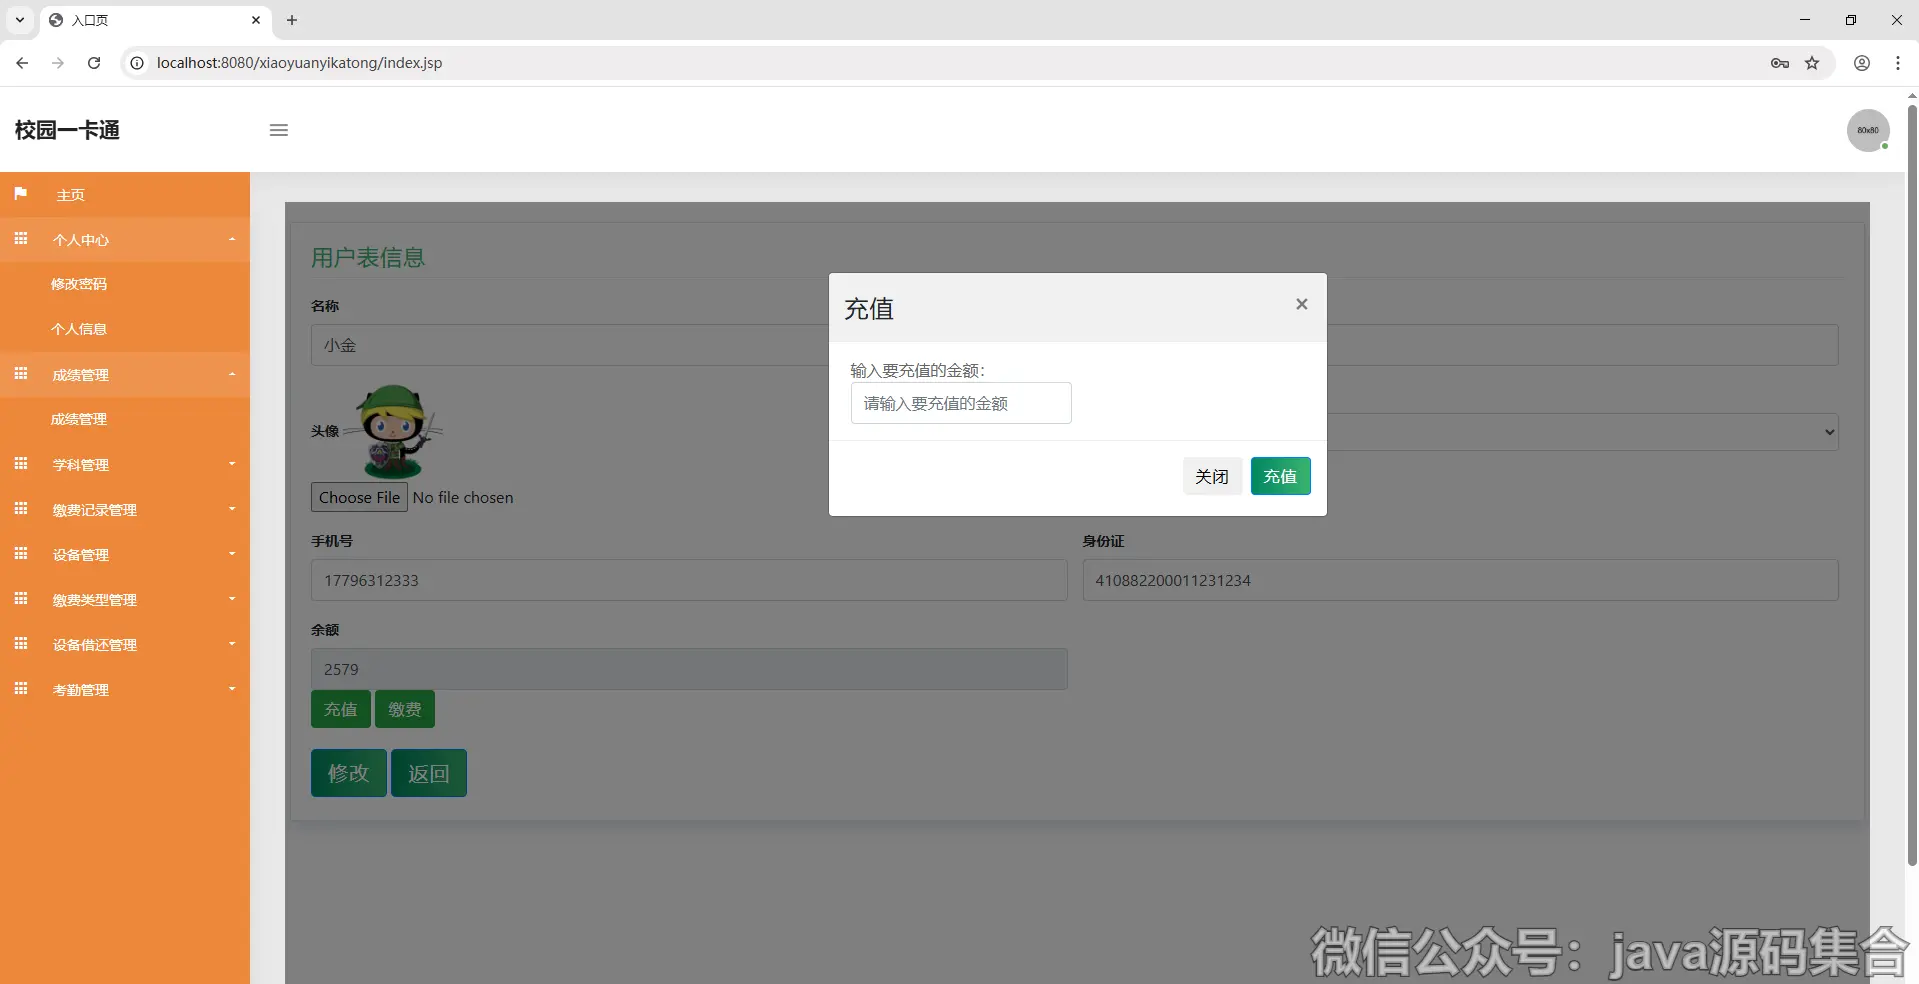 入口页
localhost:8080/xiaoyuanyikatong/index.jsp
校园一卡通
80x80
主页
个人中心
修改密码
个人信息
成绩管理
成绩管理
学科管理
缴费记录管理
设备管理
缴费类型管理
设备借还管理
考勤管理
用户表信息
名称
小金
头像
Choose File No file chosen
手机号
17796312333
身份证
410882200011231234
余额
2579
充值 缴费
修改 返回
充值
×
输入要充值的金额：
请输入要充值的金额
关闭 充值
微信公众号：java源码集合